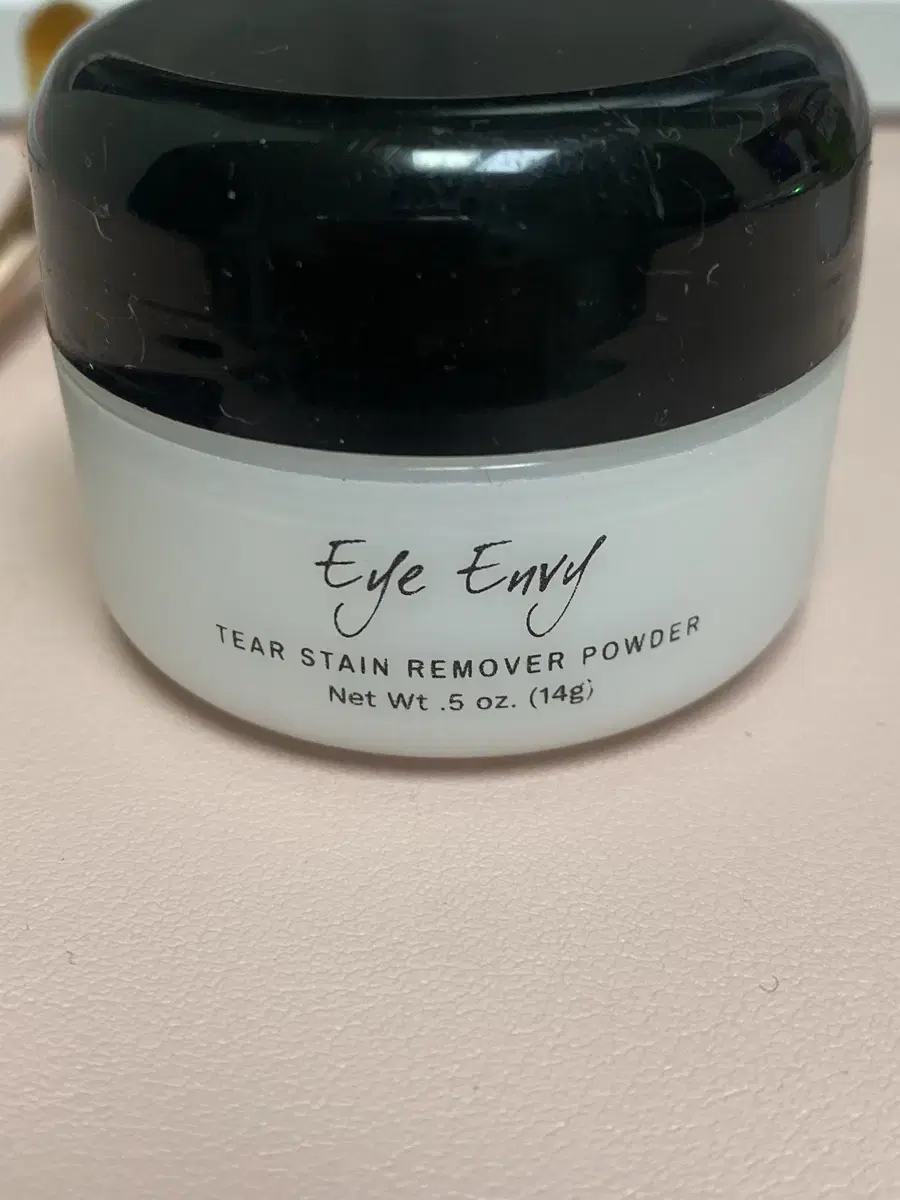 Eye Envy
TEAR STAIN REMOVER POWDER
Net Wt .5 oz. (14g)